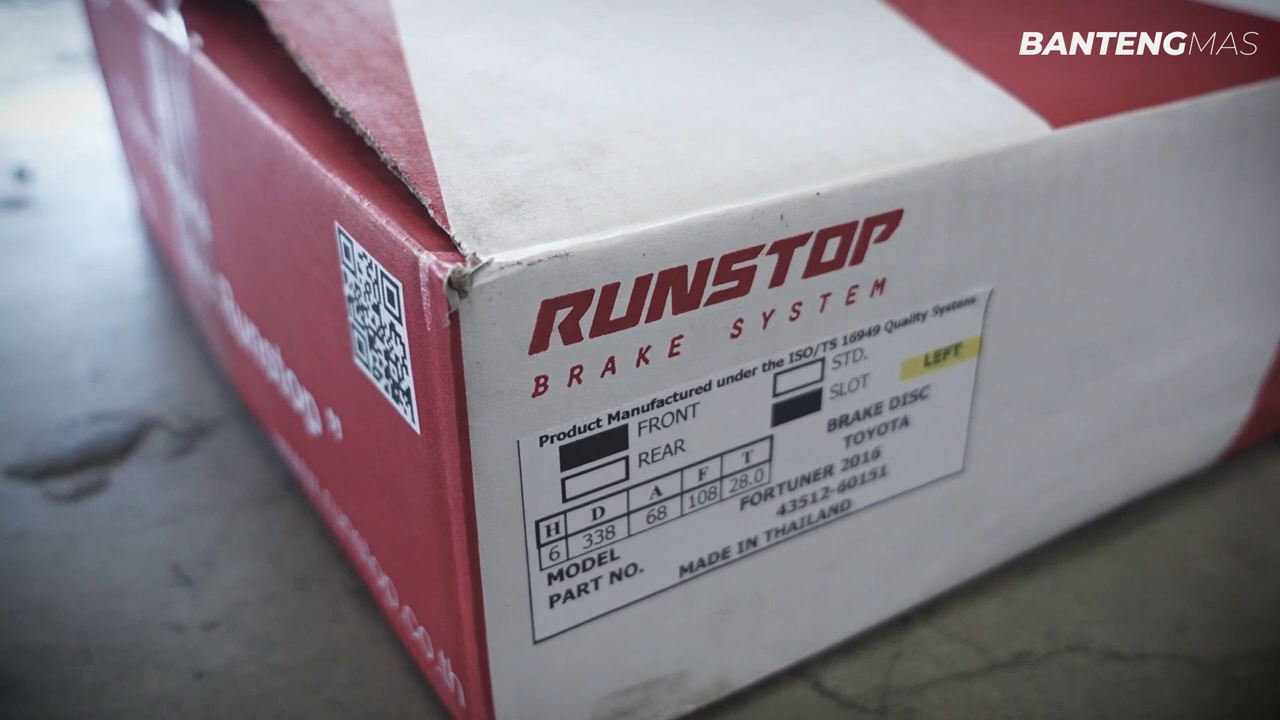 BANTENGMAS
RUNSTOP
BRAKE SYSTEM
Product Manufactured under the ISO/TS 16949 Quality System
FRONT
REAR
STD.
SLOT
LEFT
H D A F T
6 338 68 108 28.0
BRAKE DISC
TOYOTA
MODEL FORTUNER 2016
PART NO. 43512-60151
MADE IN THAILAND
Runstop"